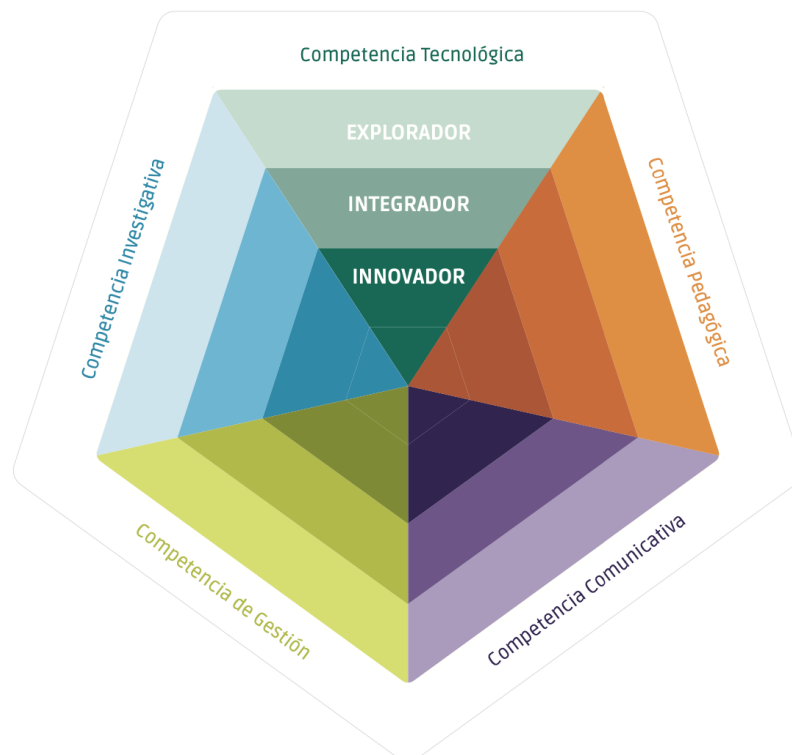 Competencia Tecnológica
EXPLORADOR
INTEGRADOR
INNOVADOR
Competencia Investigativa
Competencia Pedagógica
Competencia de Gestión
Competencia Comunicativa